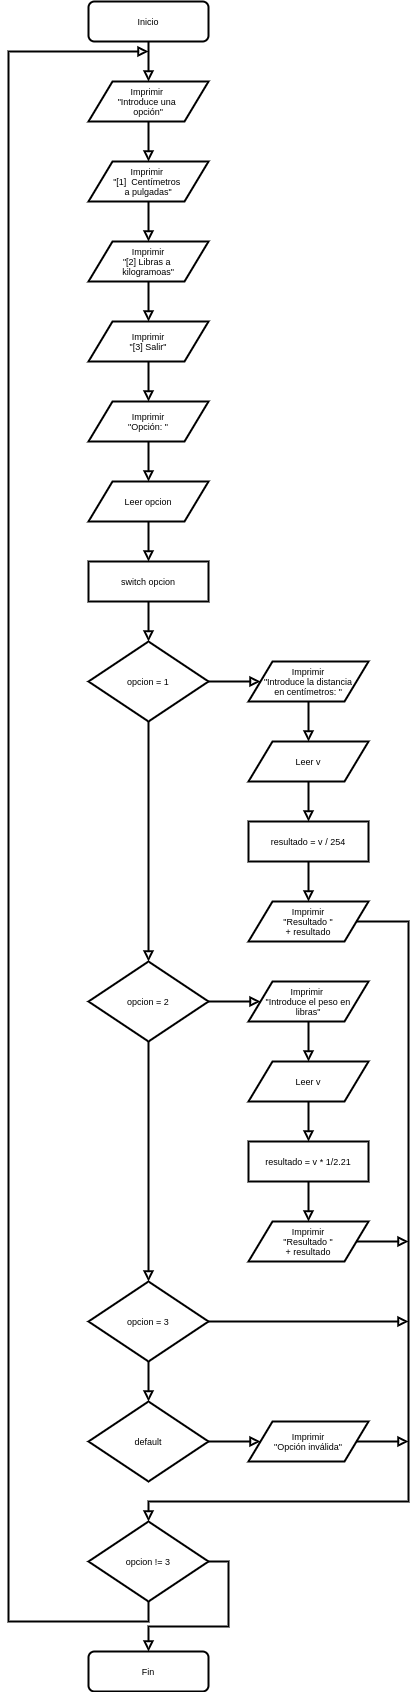 Inicio
Imprimir
"Introduce una
opción"
Imprimir
"[1]  Centímetros
a pulgadas"
Imprimir
"[2] Libras a
kilogramoas"
Imprimir
"[3] Salir"
Imprimir
"Opción: "
Leer opcion
switch opcion
opcion = 1
Imprimir
"Introduce la distancia
en centímetros: "
Leer v
resultado = v / 254
Imprimir
"Resultado "
+ resultado
opcion = 2
Imprimir
"Introduce el peso en
libras"
Leer v
resultado = v * 1/2.21
Imprimir
"Resultado "
+ resultado
opcion = 3
default
Imprimir
"Opción inválida"
opcion != 3
Fin